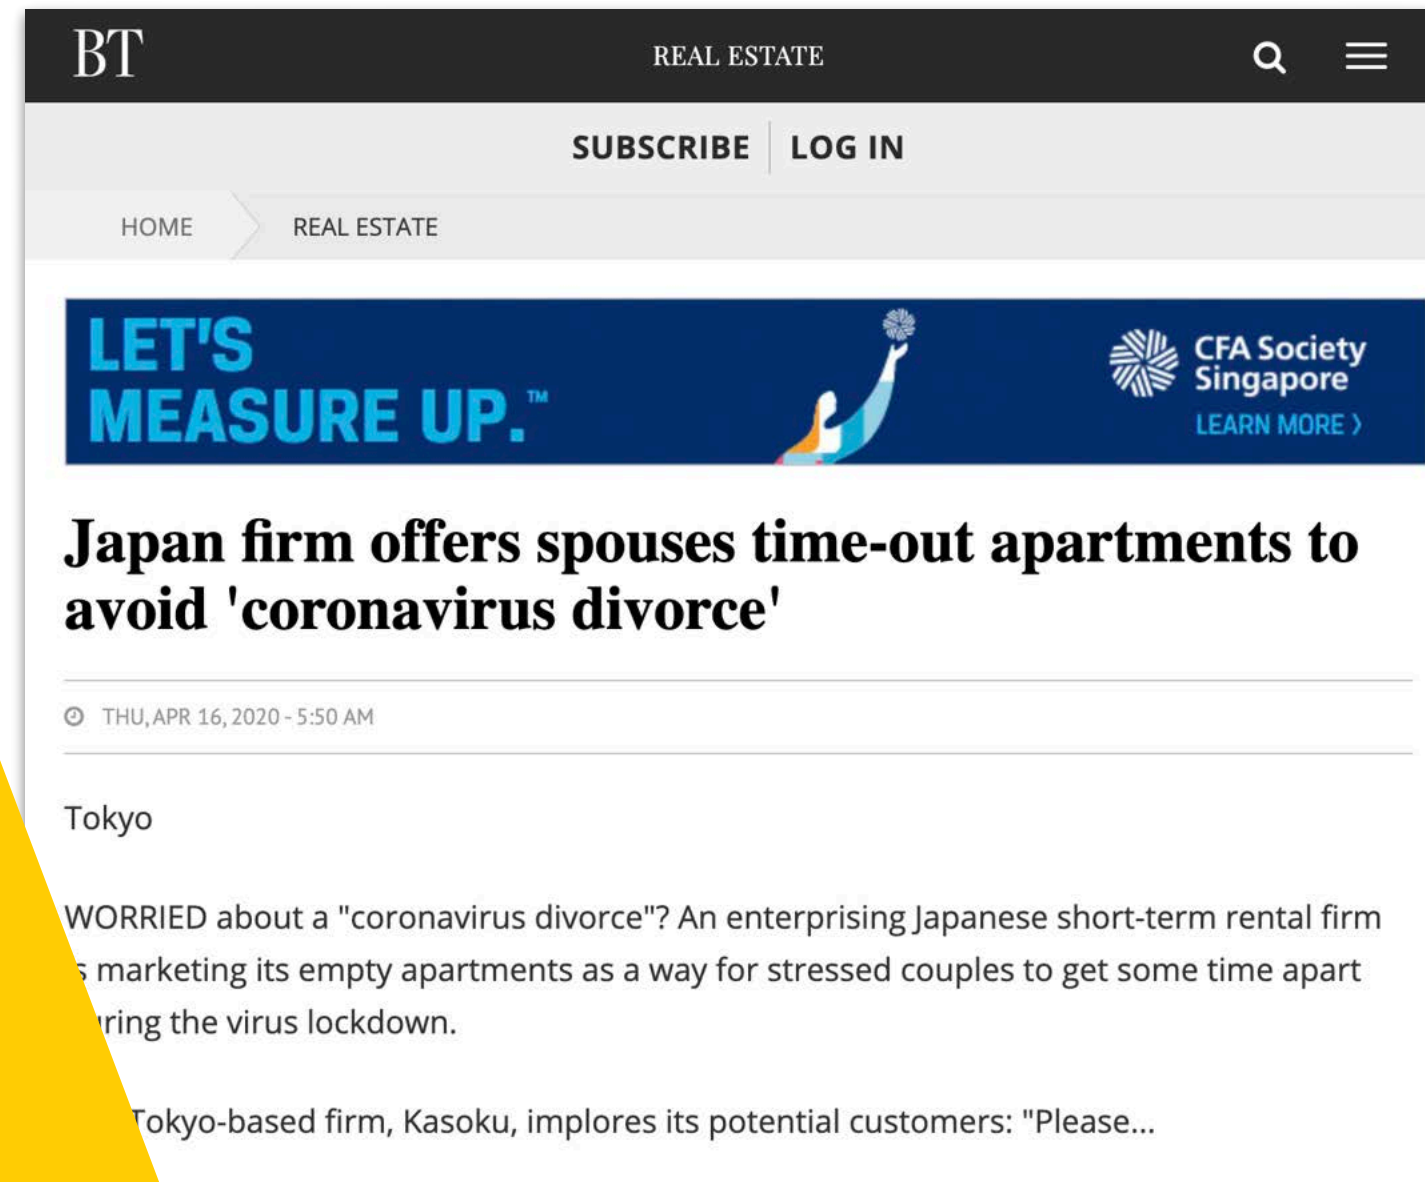 BT
REAL ESTATE
SUBSCRIBE LOG IN
HOME REAL ESTATE
LET'S
MEASURE UP.™
CFA Society
Singapore
LEARN MORE >
Japan firm offers spouses time-out apartments to
avoid 'coronavirus divorce'
THU, APR 16, 2020 - 5:50 AM
Tokyo
WORRIED about a "coronavirus divorce"? An enterprising Japanese short-term rental firm
marketing its empty apartments as a way for stressed couples to get some time apart
the virus lockdown.
Tokyo-based firm, Kasoku, implores its potential customers: "Please...